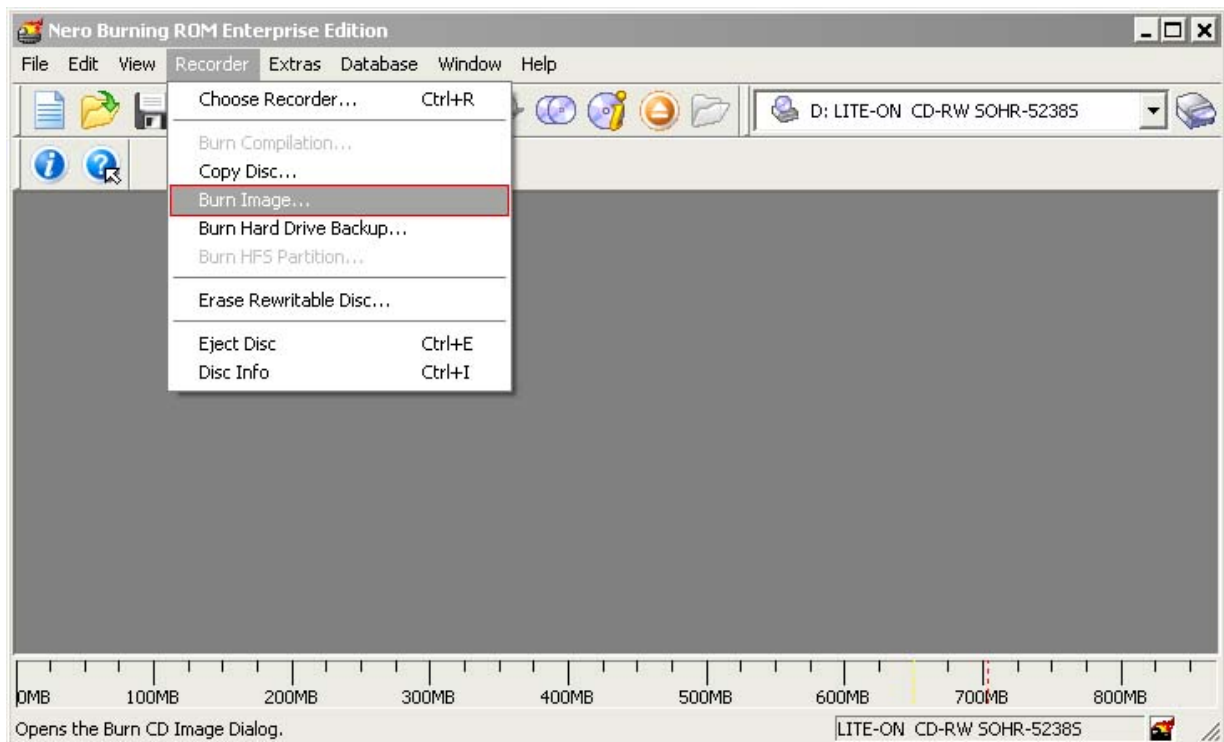 Nero Burning ROM Enterprise Edition
File Edit View Recorder Extras Database Window Help
D: LITE-ON CD-RW SOHR-5238S
Choose Recorder... Ctrl+R
Burn Compilation...
Copy Disc...
Burn Image...
Burn Hard Drive Backup...
Burn HFS Partition...
Erase Rewritable Disc...
Eject Disc Ctrl+E
Disc Info Ctrl+I
0MB 100MB 200MB 300MB 400MB 500MB 600MB 700MB 800MB
Opens the Burn CD Image Dialog. LITE-ON CD-RW SOHR-5238S